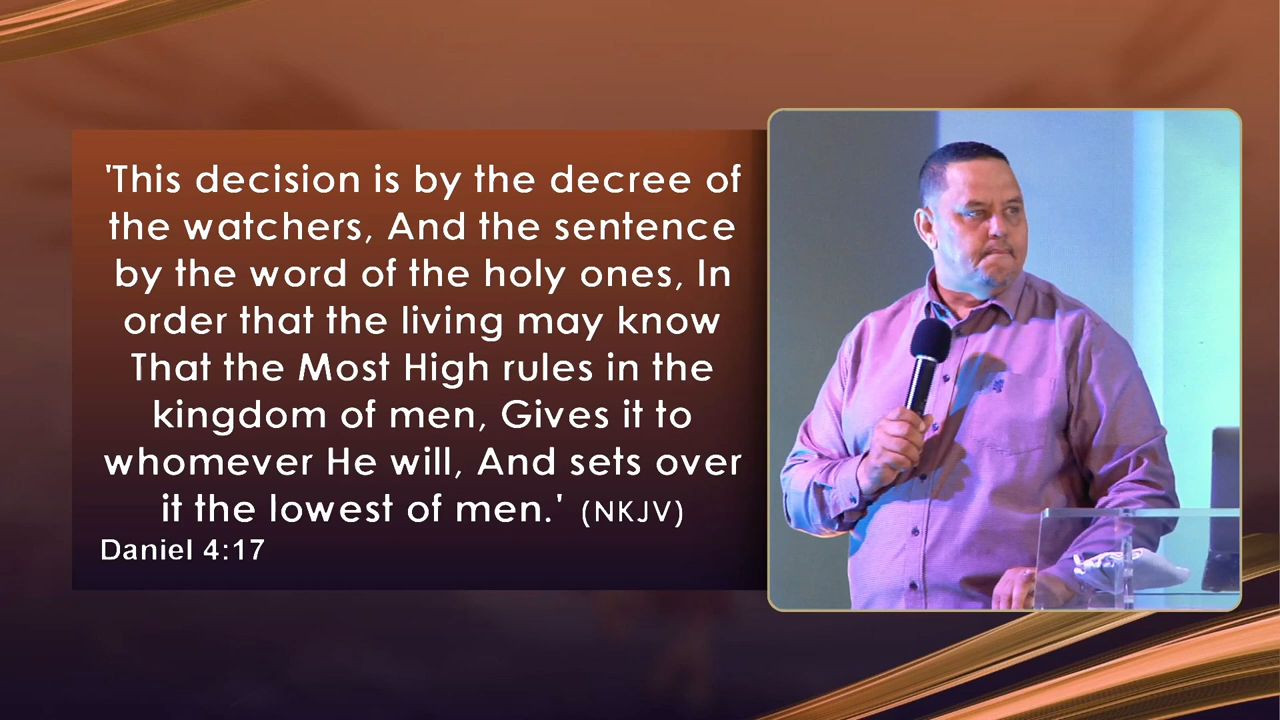 'This decision is by the decree of
the watchers, And the sentence
by the word of the holy ones, In
order that the living may know
That the Most High rules in the
kingdom of men, Gives it to
whomever He will, And sets over
it the lowest of men.' (NKJV)
Daniel 4:17